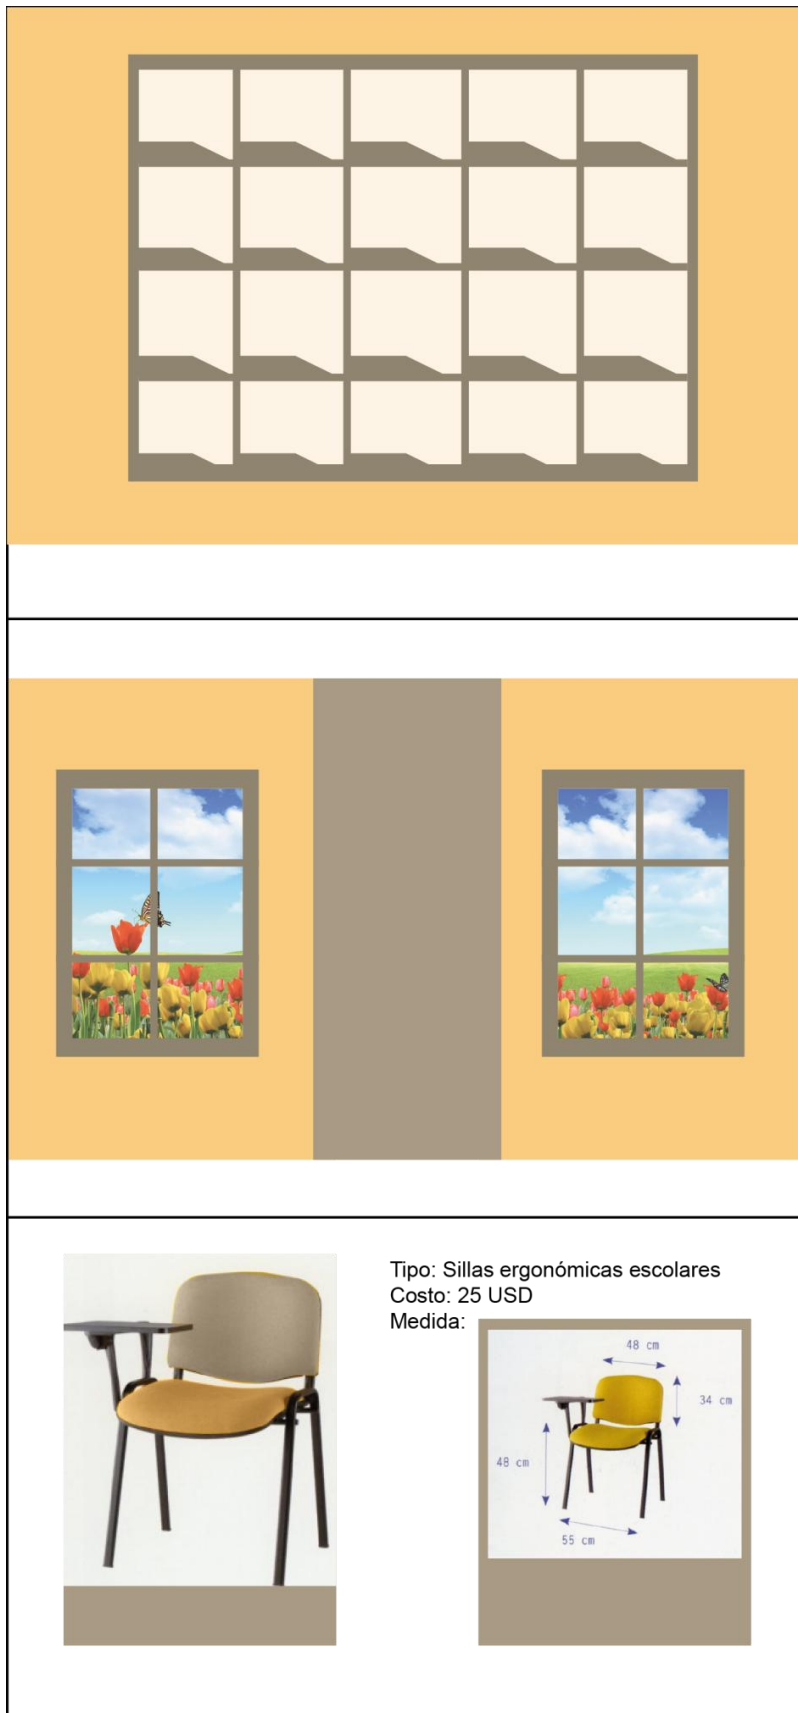 Tipo: Sillas ergonómicas escolares
Costo: 25 USD
Medida:
48 cm
34 cm
48 cm
55 cm